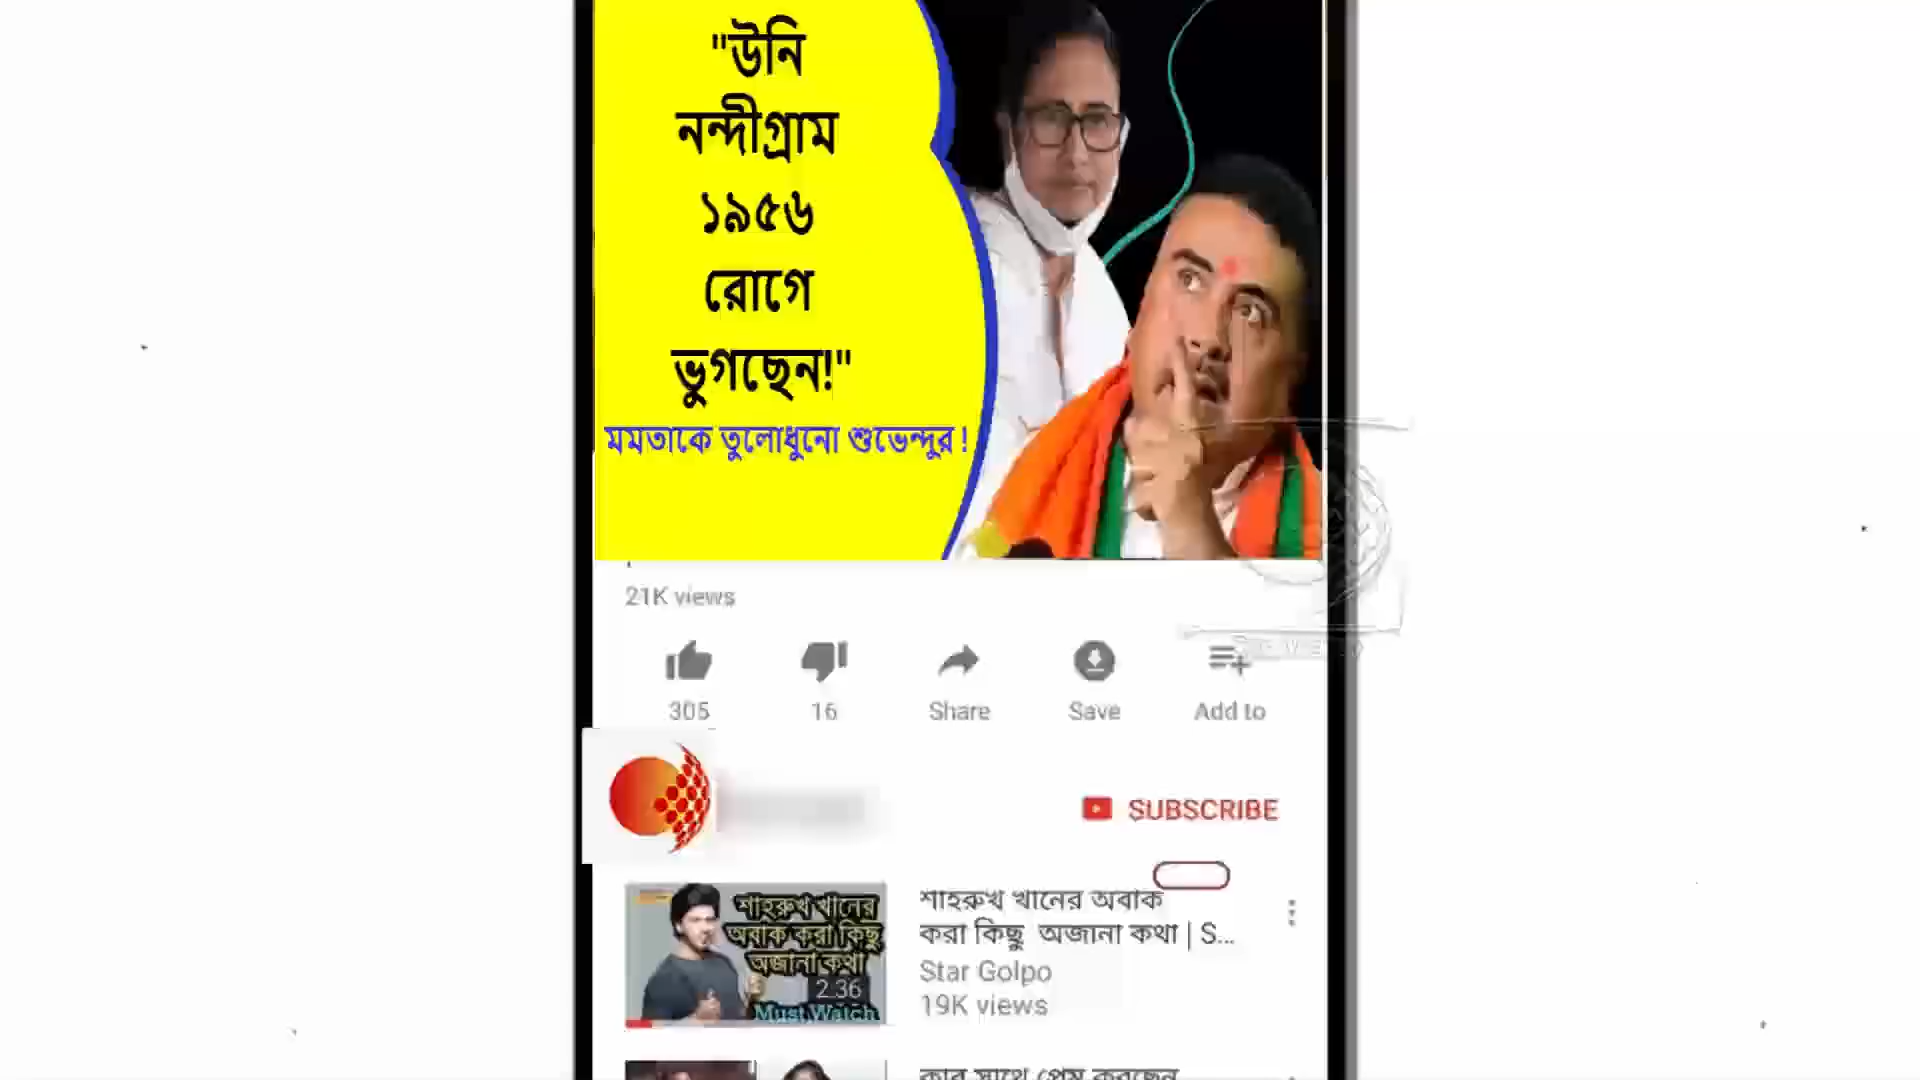 "উনি
নন্দীগ্রাম
১৯৫৬
রোগে
ভুগছেন!"
মমতাকে তুলোধুনো শুভেন্দুর!
21K views
305
16
Share
Save
Add to
SUBSCRIBE
শাহরুখ খানের
অবাক করা কিছু
অজানা কথা
2:36
Must Watch
শাহরুখ খানের অবাক
করা কিছু অজানা কথা | S...
Star Golpo
19K views
কার সাথে প্রেম করছেন